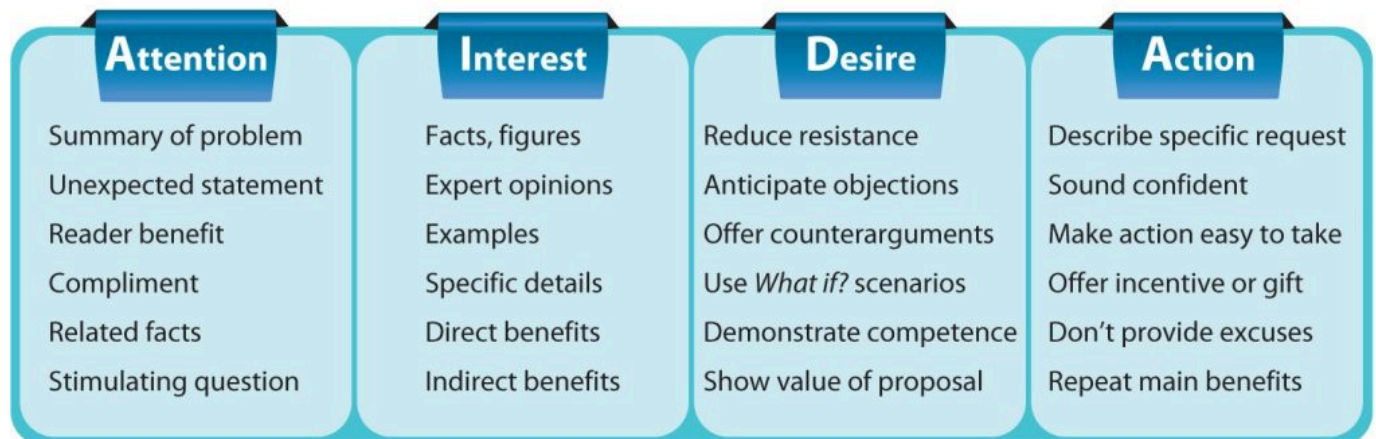 Attention
Summary of problem
Unexpected statement
Reader benefit
Compliment
Related facts
Stimulating question
Interest
Facts, figures
Expert opinions
Examples
Specific details
Direct benefits
Indirect benefits
Desire
Reduce resistance
Anticipate objections
Offer counterarguments
Use What if? scenarios
Demonstrate competence
Show value of proposal
Action
Describe specific request
Sound confident
Make action easy to take
Offer incentive or gift
Don't provide excuses
Repeat main benefits